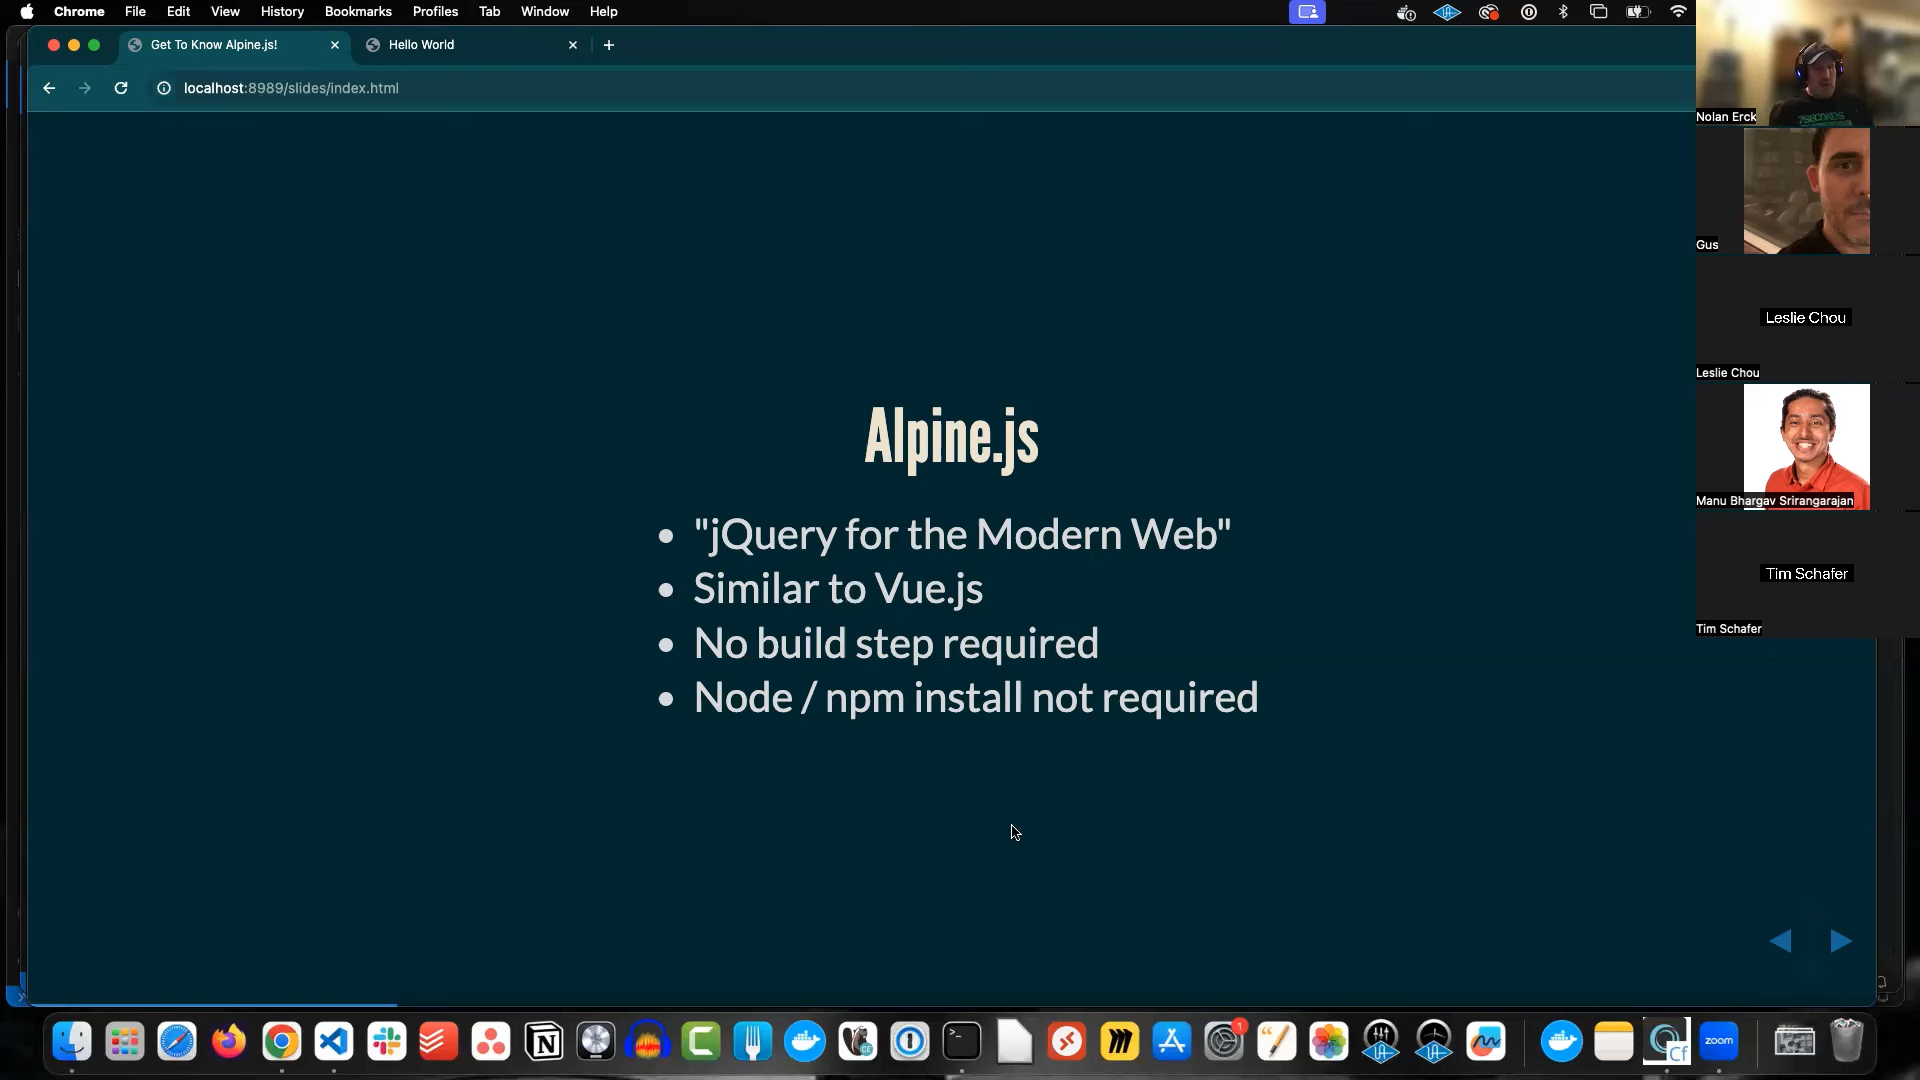 Chrome File Edit View History Bookmarks Profiles Tab Window Help
Get To Know Alpine.js!
Hello World
localhost:8989/slides/index.html
Alpine.js
"jQuery for the Modern Web"
Similar to Vue.js
No build step required
Node / npm install not required
7SECONDS
Nolan Erck
Gus
Leslie Chou
Leslie Chou
Manu Bhargav Srirangarajan
Tim Schafer
Tim Schafer
1
Cf
zoom